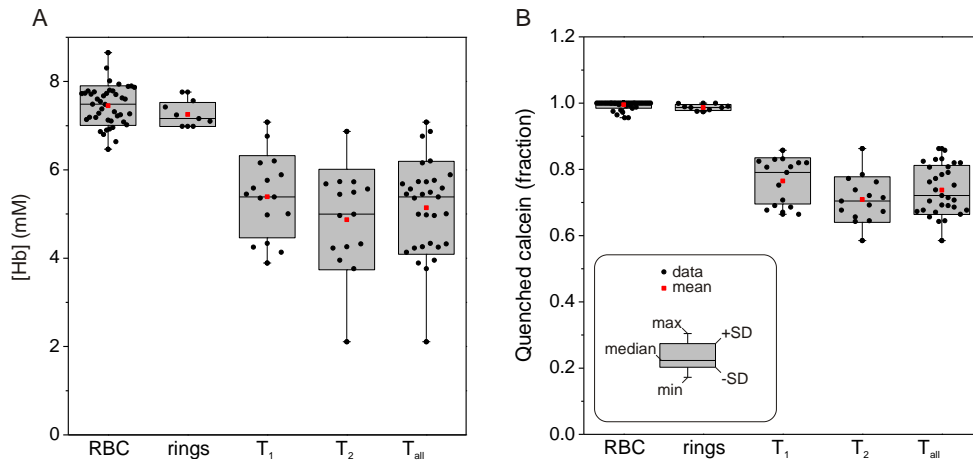 A
[Hb] (mM)
8
6
4
2
0
RBC rings T1 T2 Tall
B
Quenched calcein (fraction)
1.2
1.0
0.8
0.6
0.4
0.2
0.0
data
mean
max
+SD
median
-SD
min
RBC rings T1 T2 Tall